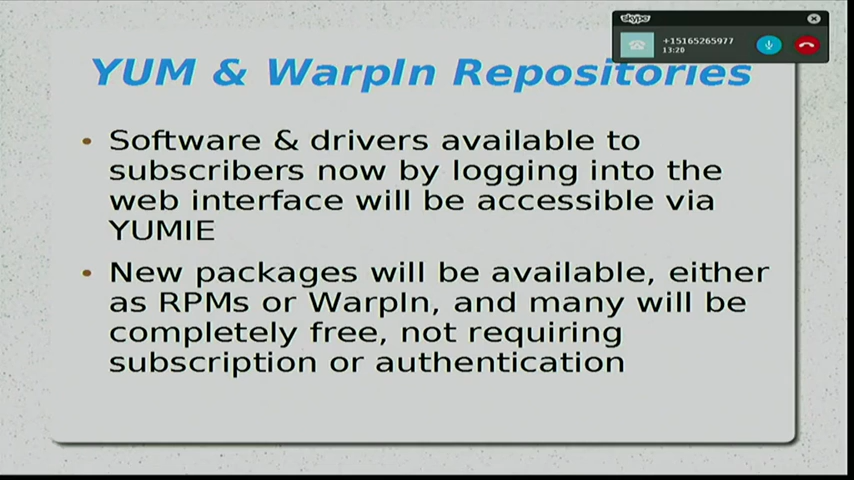 skype
+15165265977
13:20
YUM & WarpIn Repositories
• Software & drivers available to
subscribers now by logging into the
web interface will be accessible via
YUMIE
• New packages will be available, either
as RPMs or WarpIn, and many will be
completely free, not requiring
subscription or authentication